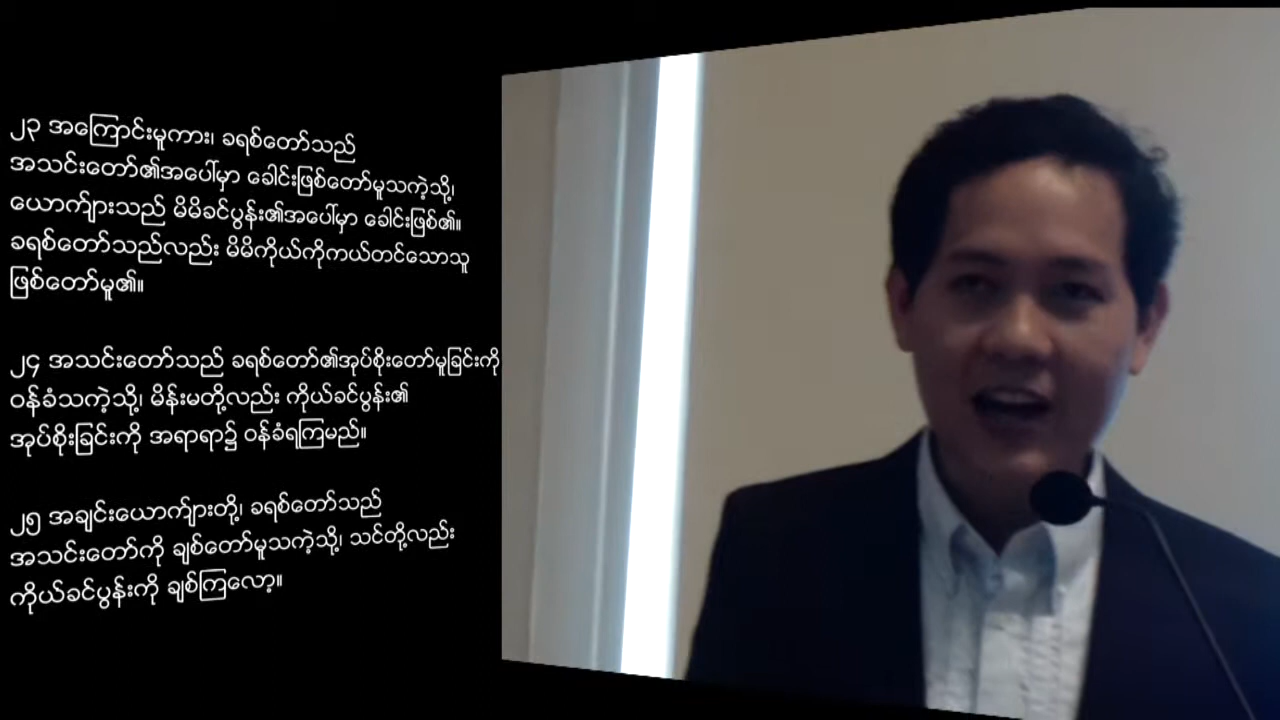 ၂၃ အကြောင်းမူကား၊ ခရစ်တော်သည်
အသင်းတော်၏အပေါ်မှာ ခေါင်းဖြစ်တော်မူသကဲ့သို့၊
ယောက်ျားသည် မိမိခင်ပွန်း၏အပေါ်မှာ ခေါင်းဖြစ်၏။
ခရစ်တော်သည်လည်း မိမိကိုယ်ကိုကယ်တင်သောသူ
ဖြစ်တော်မူ၏။
၂၄ အသင်းတော်သည် ခရစ်တော်၏အုပ်စိုးတော်မူခြင်းကို
ဝန်ခံသကဲ့သို့၊ မိန်းမတို့လည်း ကိုယ်ခင်ပွန်း၏
အုပ်စိုးခြင်းကို အရာရာ၌ ဝန်ခံရကြမည်။
၂၅ အချင်းယောက်ျားတို့၊ ခရစ်တော်သည်
အသင်းတော်ကို ချစ်တော်မူသကဲ့သို့၊ သင်တို့လည်း
ကိုယ်ခင်ပွန်းကို ချစ်ကြလော့။